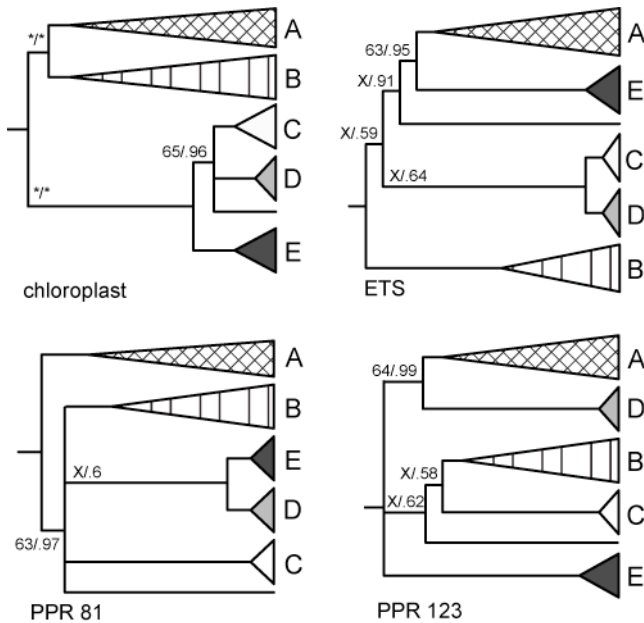 A
*/*
B
C
65/.96
D
*/*
E
chloroplast
A
63/.95
E
X/.91
X/.59
C
X/.64
D
B
ETS
A
B
E
X/.6
D
63/.97
C
PPR 81
A
64/.99
D
B
X/.58
C
X/.62
E
PPR 123